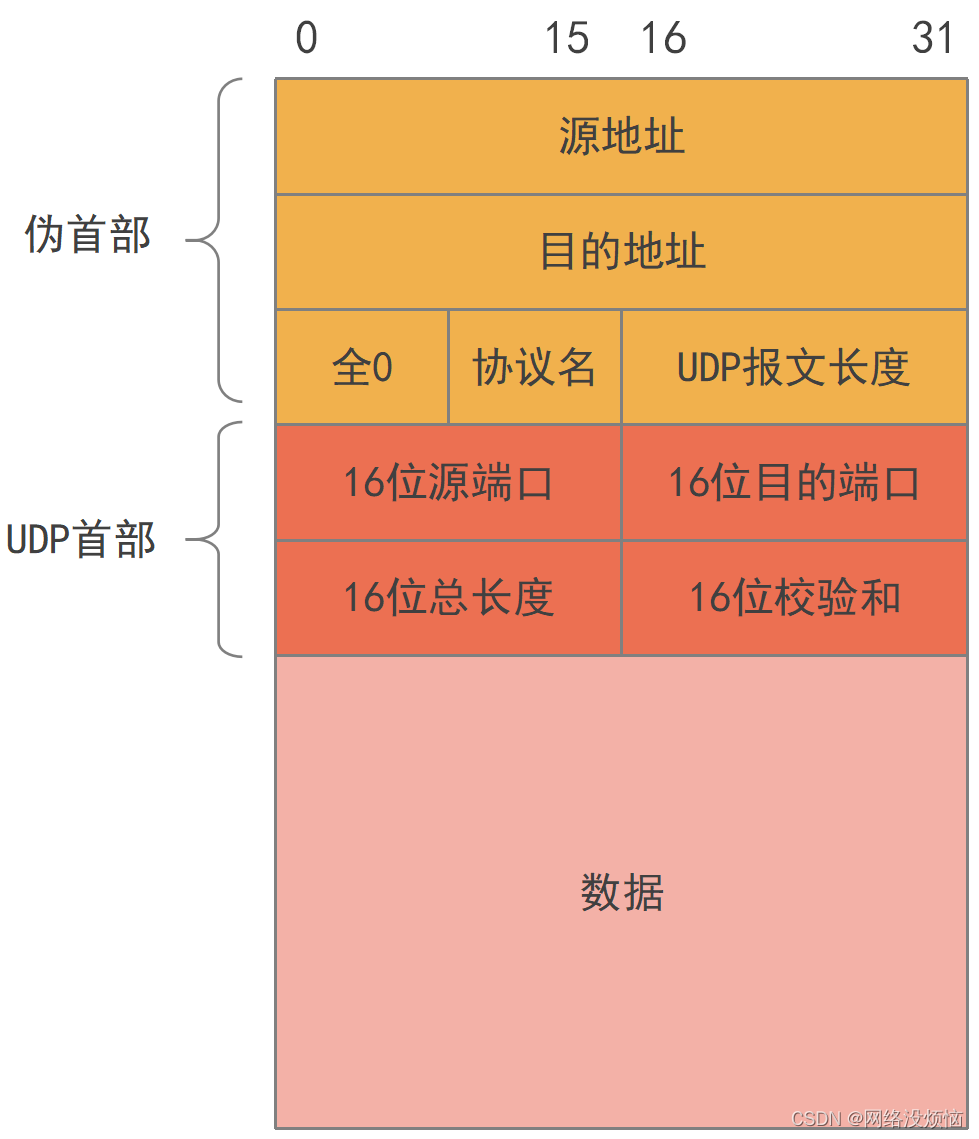 0 15 16 31
源地址
伪首部
目的地址
全0 协议名 UDP报文长度
16位源端口 16位目的端口
UDP首部
16位总长度 16位校验和
数据
CSDN @网络没烦恼